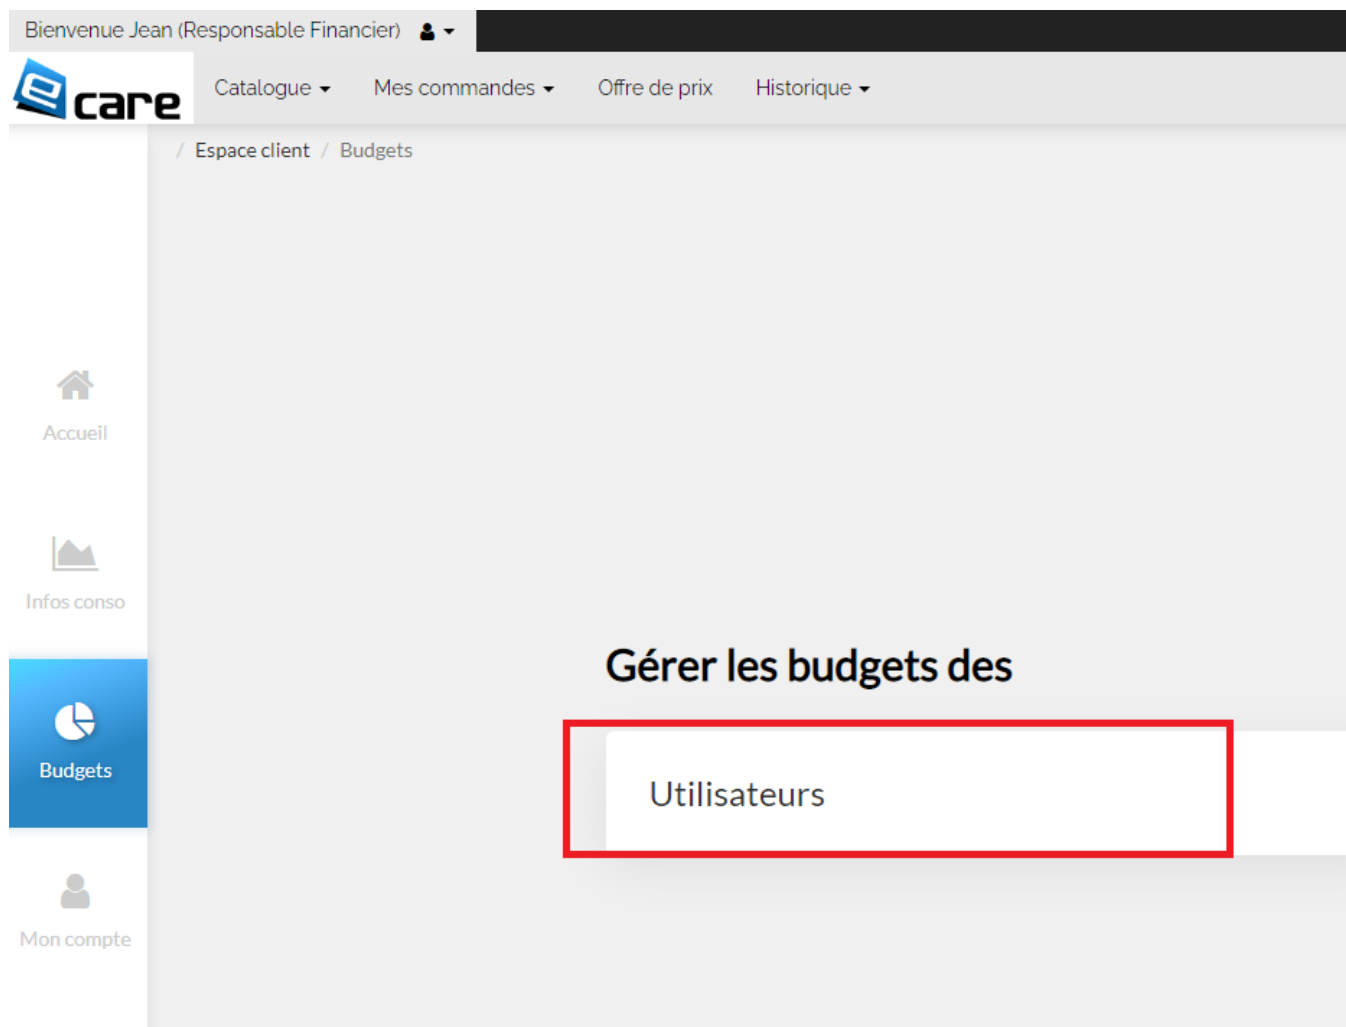 Bienvenue Jean (Responsable Financier)
e care
Catalogue
Mes commandes
Offre de prix
Historique
/ Espace client / Budgets
Accueil
Infos conso
Gérer les budgets des
Utilisateurs
Budgets
Mon compte